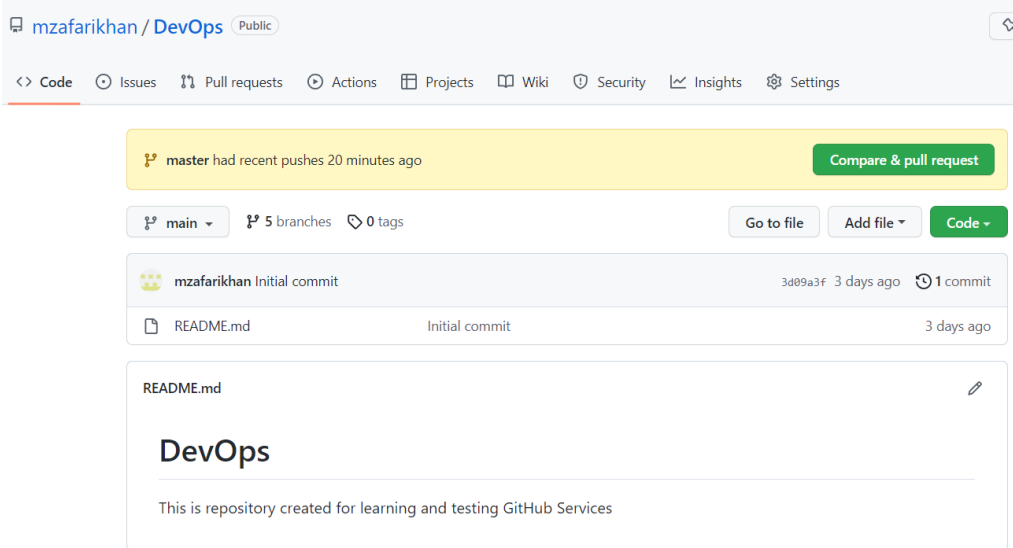 mzafarikhan / DevOps Public
Code Issues Pull requests Actions Projects Wiki Security Insights Settings
master had recent pushes 20 minutes ago Compare & pull request
main 5 branches 0 tags Go to file Add file Code
mzafarikhan Initial commit 3d09a3f 3 days ago 1 commit
README.md Initial commit 3 days ago
README.md
DevOps
This is repository created for learning and testing GitHub Services